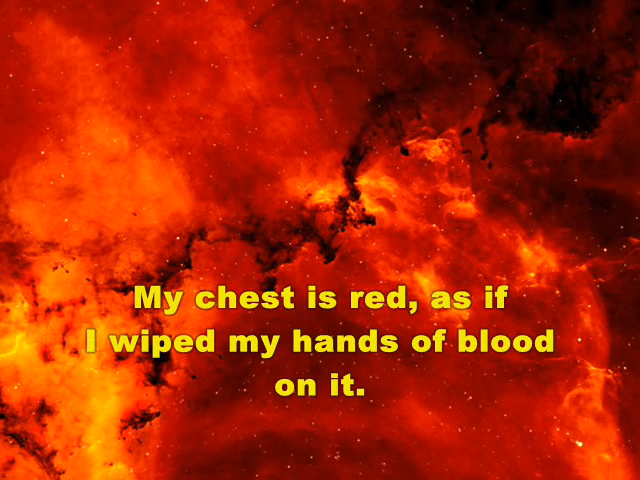 My chest is red, as if
I wiped my hands of blood
on it.